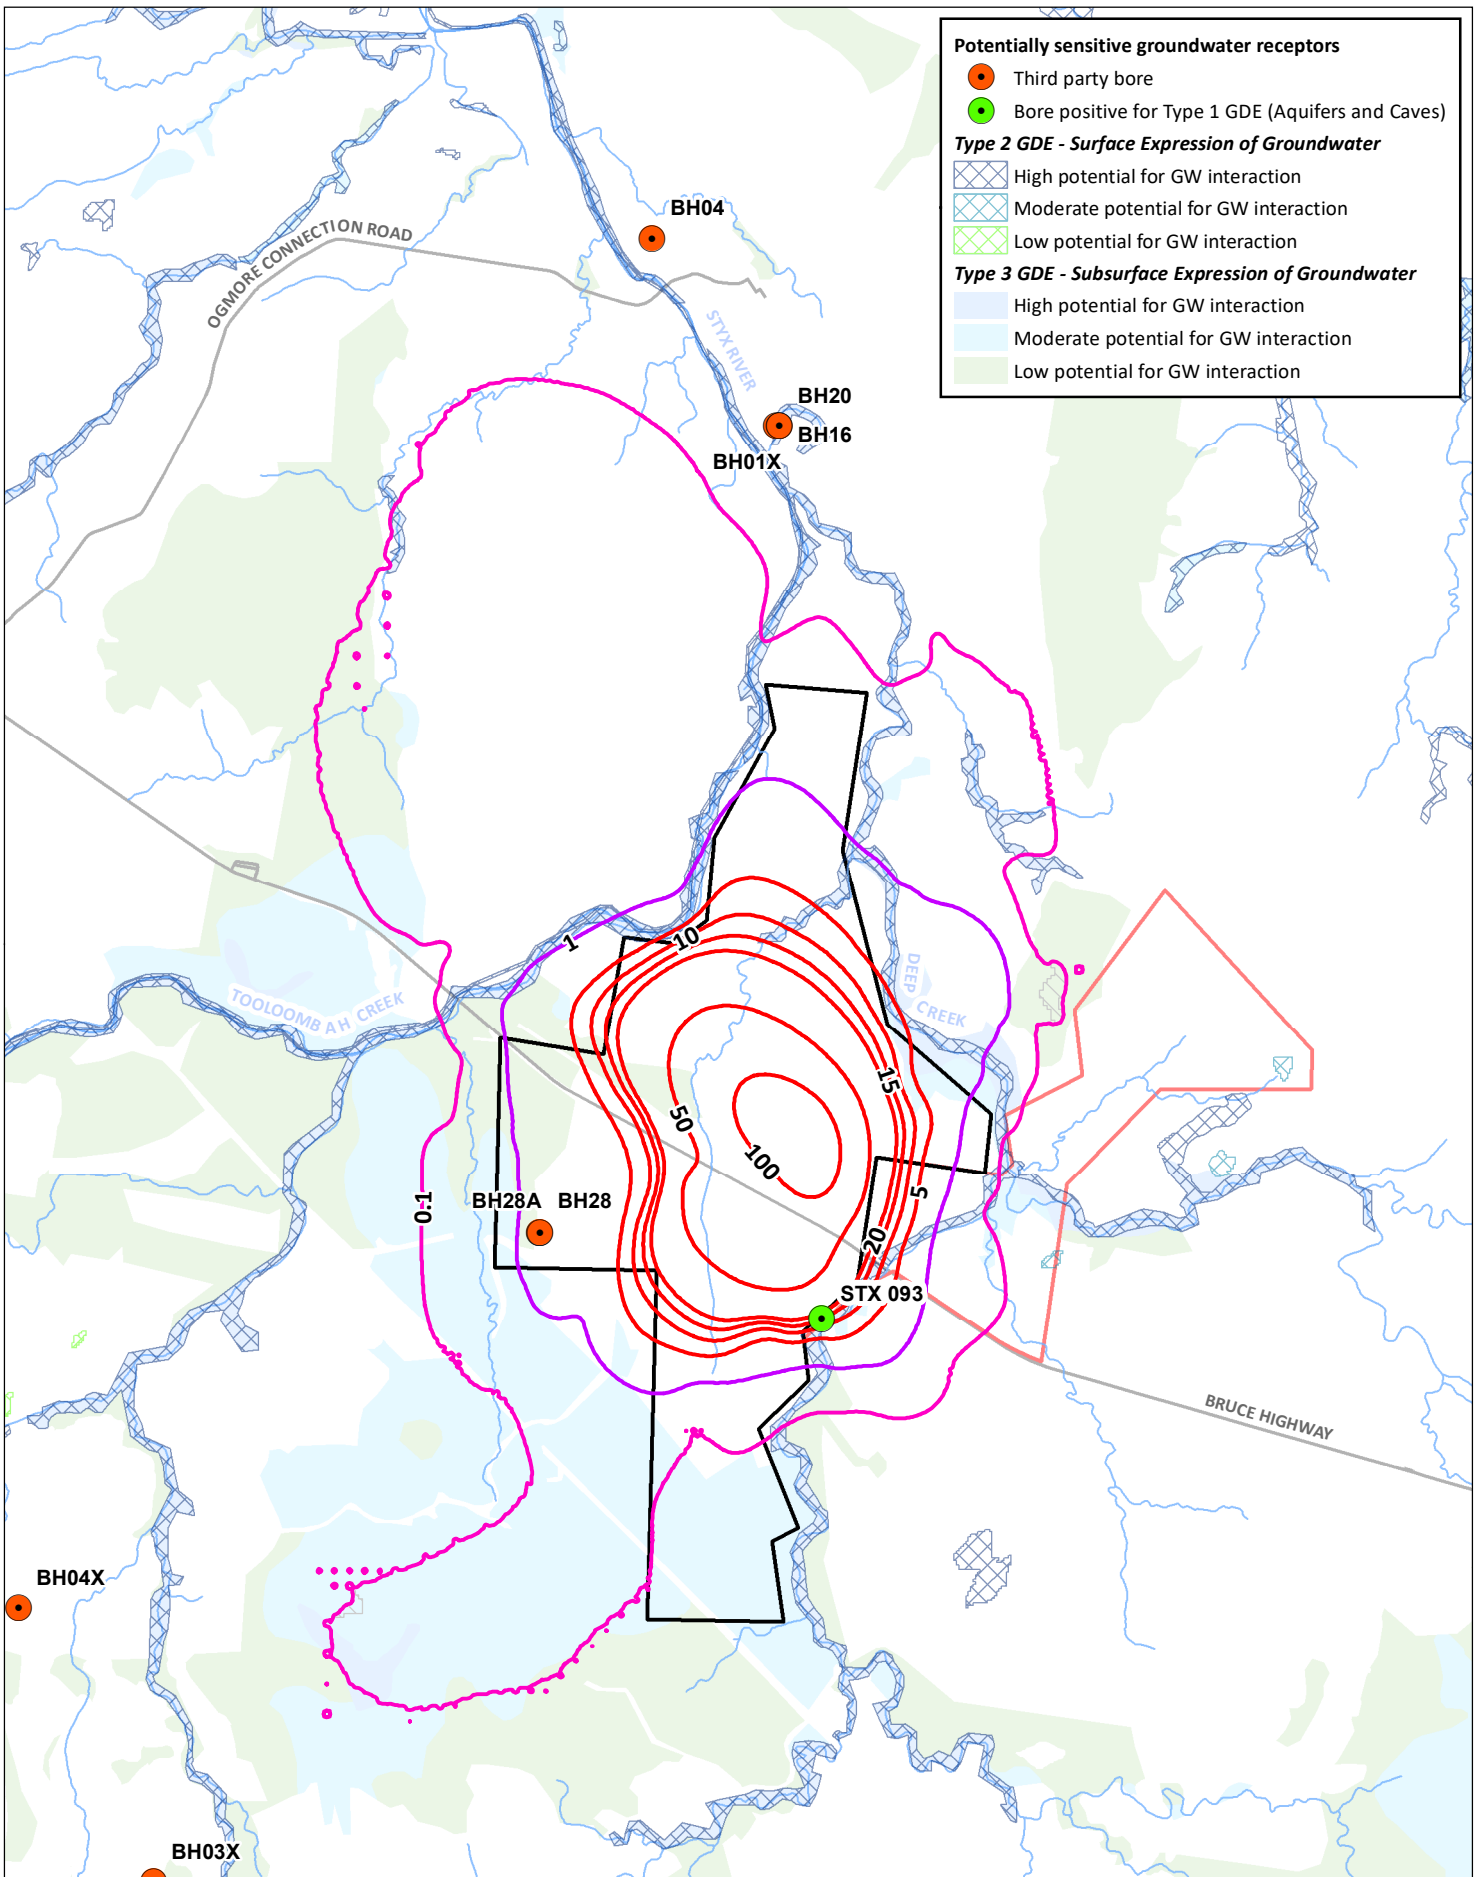 Potentially sensitive groundwater receptors
Third party bore
Bore positive for Type 1 GDE (Aquifers and Caves)
Type 2 GDE - Surface Expression of Groundwater
High potential for GW interaction
Moderate potential for GW interaction
Low potential for GW interaction
Type 3 GDE - Subsurface Expression of Groundwater
High potential for GW interaction
Moderate potential for GW interaction
Low potential for GW interaction
BH04
OGMORE CONNECTION ROAD
STYX RIVER
BH20
BH16
BH01X
1
10
DEEP CREEK
TOOLOOMBAH CREEK
15
50
100
5
0.1
BH28A BH28
20
STX 093
BRUCE HIGHWAY
BH04X
BH03X